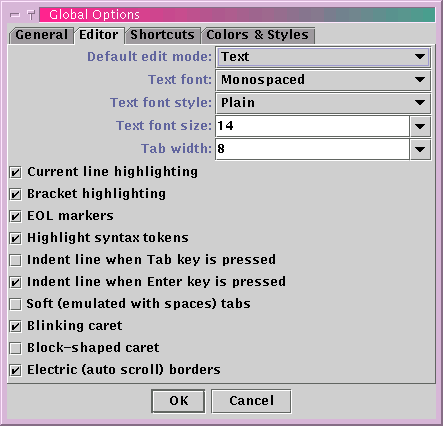 Global Options
General Editor Shortcuts Colors & Styles
Default edit mode: Text
Text font: Monospaced
Text font style: Plain
Text font size: 14
Tab width: 8
Current line highlighting
Bracket highlighting
EOL markers
Highlight syntax tokens
Indent line when Tab key is pressed
Indent line when Enter key is pressed
Soft (emulated with spaces) tabs
Blinking caret
Block-shaped caret
Electric (auto scroll) borders
OK Cancel